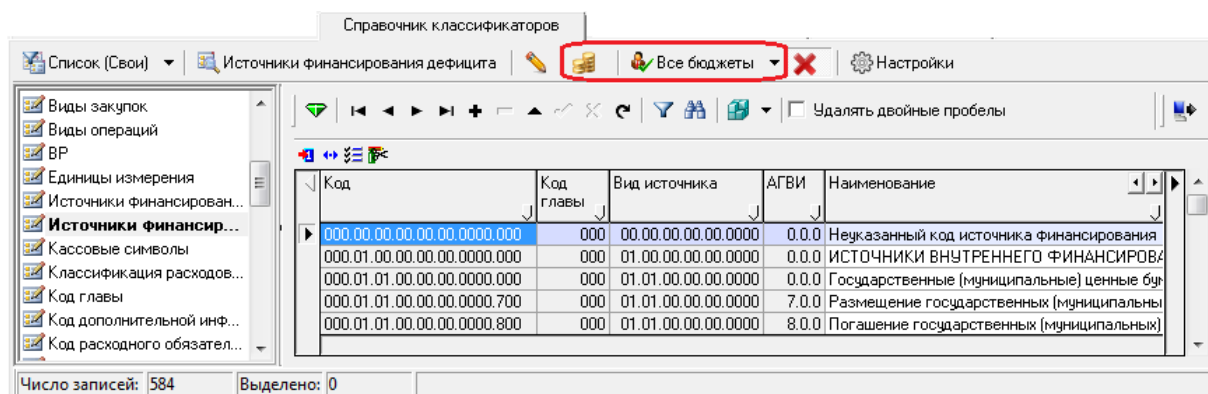 Справочник классификаторов
Список (Свои) Источники финансирования дефицита Все бюджеты Настройки
Виды закупок
Виды операций
ВР
Единицы измерения
Источники финансирован...
Источники финансир...
Кассовые символы
Классификация расходов...
Код главы
Код дополнительной инф...
Код расходного обязател...
Удалять двойные пробелы
Код Код главы Вид источника АГВИ Наименование
000.00.00.00.00.00.0000.000 000 00.00.00.00.00.0000 0.0.0 Неуказанный код источника финансирования
000.01.00.00.00.00.0000.000 000 01.00.00.00.00.0000 0.0.0 ИСТОЧНИКИ ВНУТРЕННЕГО ФИНАНСИРОВА
000.01.01.00.00.00.0000.000 000 01.01.00.00.00.0000 0.0.0 Государственные (муниципальные) ценные бум
000.01.01.00.00.00.0000.700 000 01.01.00.00.00.0000 7.0.0 Размещение государственных (муниципальны
000.01.01.00.00.00.0000.800 000 01.01.00.00.00.0000 8.0.0 Погашение государственных (муниципальных)
Число записей: 584 Выделено: 0